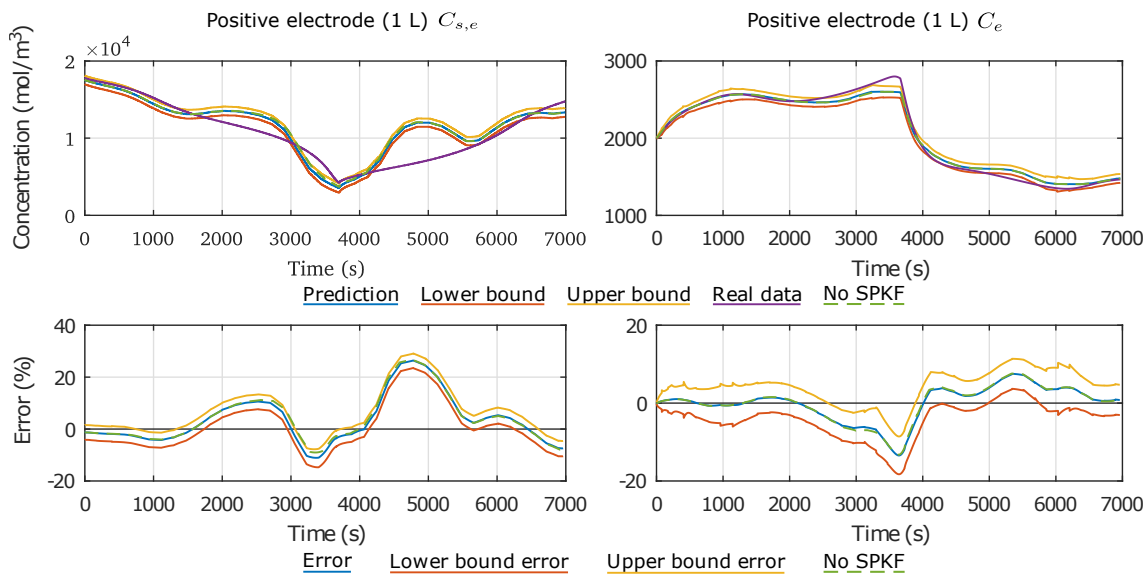 Positive electrode (1 L) C_{s,e}
Positive electrode (1 L) C_e
×10⁴
Concentration (mol/m³)
2
1
0
0 1000 2000 3000 4000 5000 6000 7000
Time (s)
3000
2000
1000
0 1000 2000 3000 4000 5000 6000 7000
Time (s)
Prediction Lower bound Upper bound Real data No SPKF
Error (%)
40
20
0
-20
0 1000 2000 3000 4000 5000 6000 7000
Time (s)
20
0
-20
0 1000 2000 3000 4000 5000 6000 7000
Time (s)
Error Lower bound error Upper bound error No SPKF